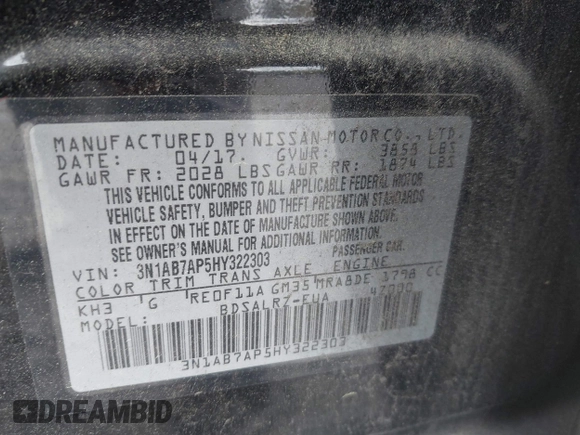 MANUFACTURED BY NISSAN MOTOR CO., LTD.
DATE: 04/17. GVWR: 3858 LBS
GAWR FR: 2028 LBS GAWR RR: 1874 LBS
THIS VEHICLE CONFORMS TO ALL APPLICABLE FEDERAL MOTOR
VEHICLE SAFETY, BUMPER AND THEFT PREVENTION STANDARDS
IN EFFECT ON THE DATE OF MANUFACTURE SHOWN ABOVE.
SEE OWNER'S MANUAL FOR ADDITIONAL INFORMATION.
VIN: 3N1AB7AP5HY322303 PASSENGER CAR.
COLOR TRIM TRANS AXLE ENGINE
KH3 G RE0F11A GM35 MRA8DE 1798 CC
MODEL: BDSALRZ-EUA 47000
3N1AB7AP5HY322303
DREAMBID